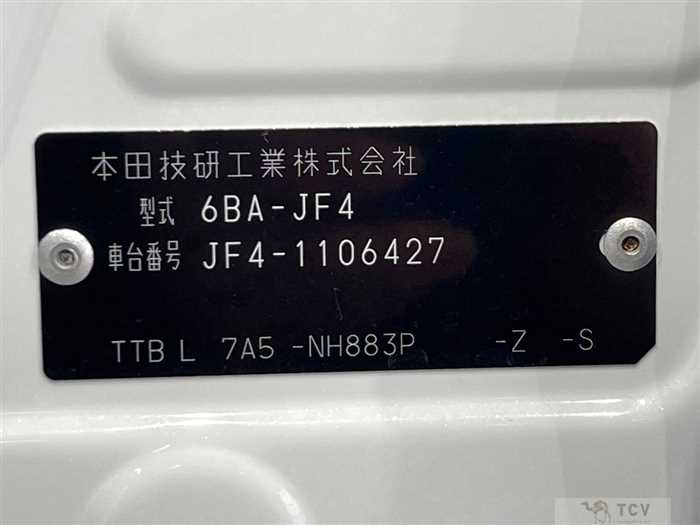 本田技研工業株式会社
型式 6BA-JF4
車台番号 JF4-1106427
TTB L 7A5 -NH883P -Z -S
TCV